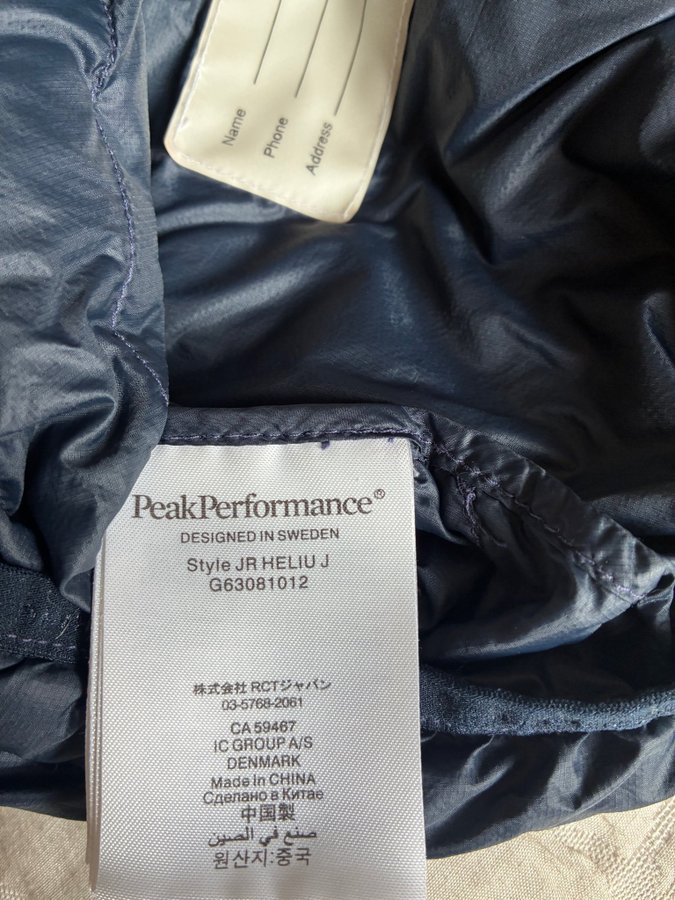 Name
Phone
Address
PeakPerformance®
DESIGNED IN SWEDEN
Style JR HELIU J
G63081012
株式会社 RCTジャパン
03-5768-2061
CA 59467
IC GROUP A/S
DENMARK
Made In CHINA
Сделано в Китае
中国製
صنع في الصين
원산지:중국